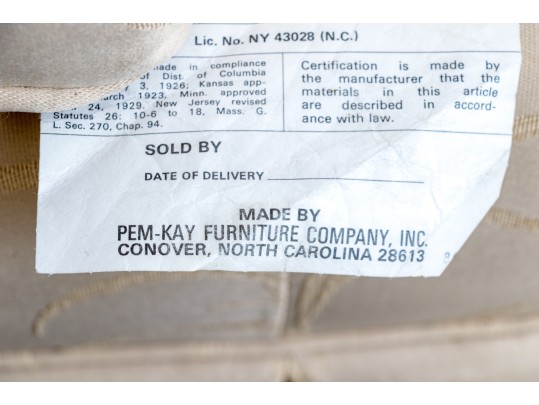 Lic. No. NY 43028 (N.C.)
made in compliance
of Dist. of Columbia
3, 1926; Kansas app-
March 1923, Minn. approved
24, 1929. New Jersey revised
Statutes 26: 10-6 to 18, Mass. G.
L. Sec. 270, Chap. 94.
Certification is made by
the manufacturer that the
materials in this article
are described in accord-
ance with law.
SOLD BY
DATE OF DELIVERY
MADE BY
PEM-KAY FURNITURE COMPANY, INC.
CONOVER, NORTH CAROLINA 28613